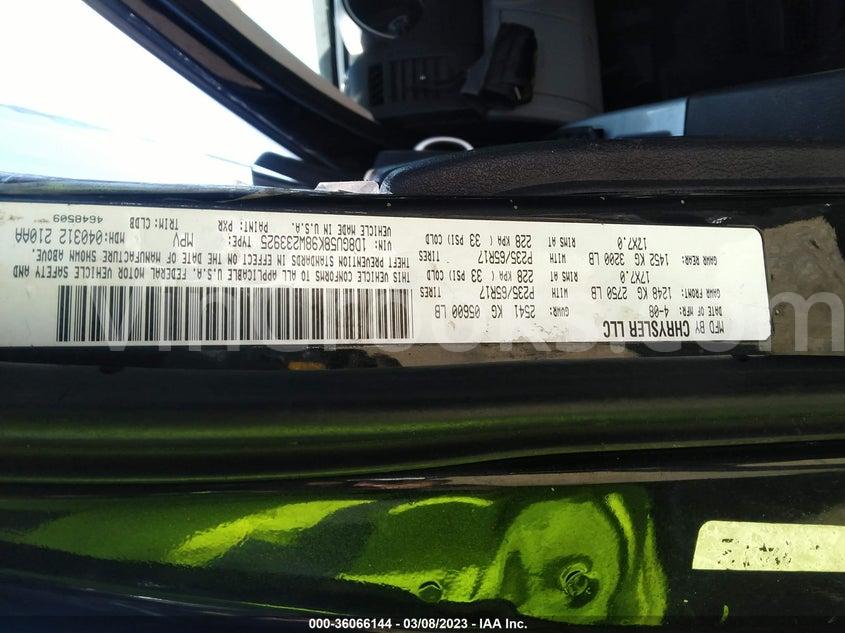 MFD BY CHRYSLER LLC
DATE OF MFR: 4-08 GVWR: 2541 KG 05600 LB
GAWR FRONT: 1248 KG 2750 LB WITH P235/65R17 TIRES
17X7.0 RIMS AT 228 KPA ( 33 PSI) COLD
GAWR REAR: 1452 KG 3200 LB WITH P235/65R17 TIRES
17X7.0 RIMS AT 228 KPA ( 33 PSI) COLD
THIS VEHICLE CONFORMS TO ALL APPLICABLE U.S.A. FEDERAL MOTOR VEHICLE SAFETY AND
THEFT PREVENTION STANDARDS IN EFFECT ON THE DATE OF MANUFACTURE SHOWN ABOVE.
TYPE: MPV MDH: 040312 210AA
VEHICLE MADE IN U.S.A. PAINT: PXR TRIM: CLDB
4648509
000-36066144 — 03/08/2023 — IAA Inc.